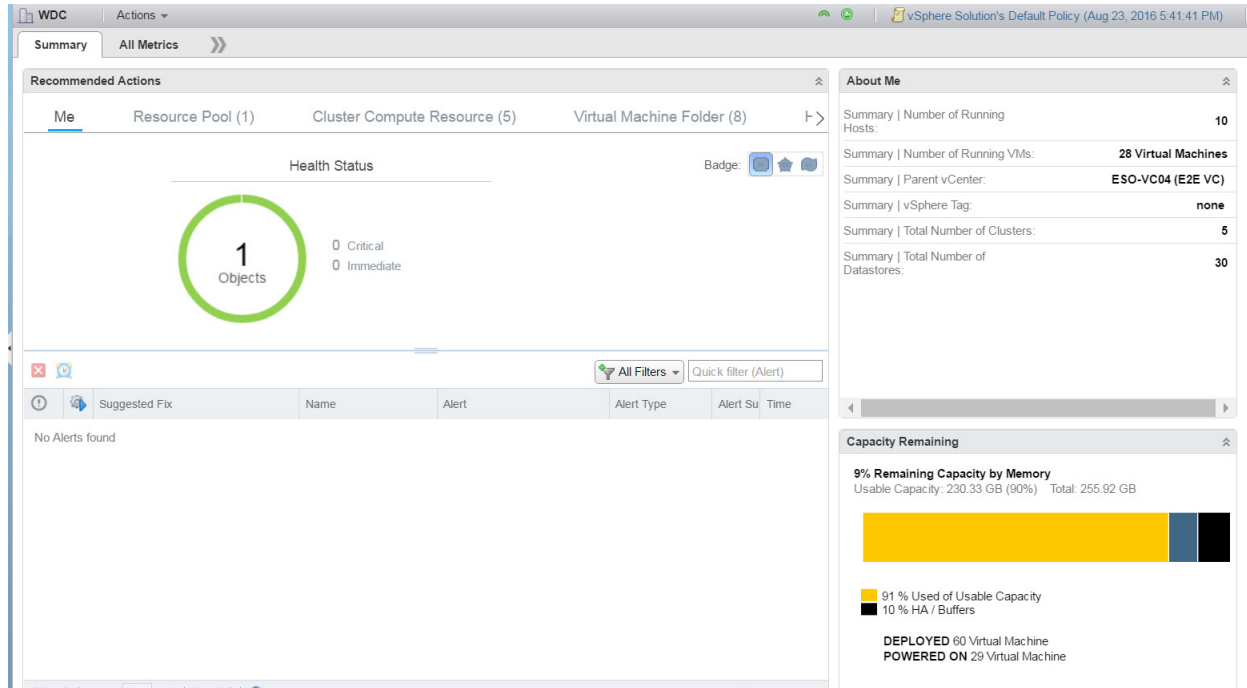 WDC Actions
vSphere Solution's Default Policy (Aug 23, 2016 5:41:41 PM)
Summary All Metrics
Recommended Actions
Me Resource Pool (1) Cluster Compute Resource (5) Virtual Machine Folder (8)
Health Status
Badge:
1
Objects
0 Critical
0 Immediate
All Filters Quick filter (Alert)
Suggested Fix Name Alert Alert Type Alert Su Time
No Alerts found
About Me
Summary | Number of Running
Hosts:
10
Summary | Number of Running VMs: 28 Virtual Machines
Summary | Parent vCenter: ESO-VC04 (E2E VC)
Summary | vSphere Tag: none
Summary | Total Number of Clusters: 5
Summary | Total Number of
Datastores:
30
Capacity Remaining
9% Remaining Capacity by Memory
Usable Capacity: 230.33 GB (90%) Total: 255.92 GB
91 % Used of Usable Capacity
10 % HA / Buffers
DEPLOYED 60 Virtual Machine
POWERED ON 29 Virtual Machine